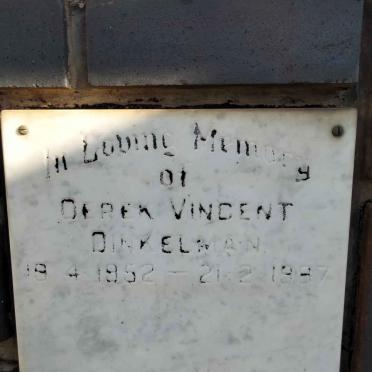 In Loving Memory
of
DEREK VINCENT
DINKELMAN
19 4 1952 – 21 2 1987